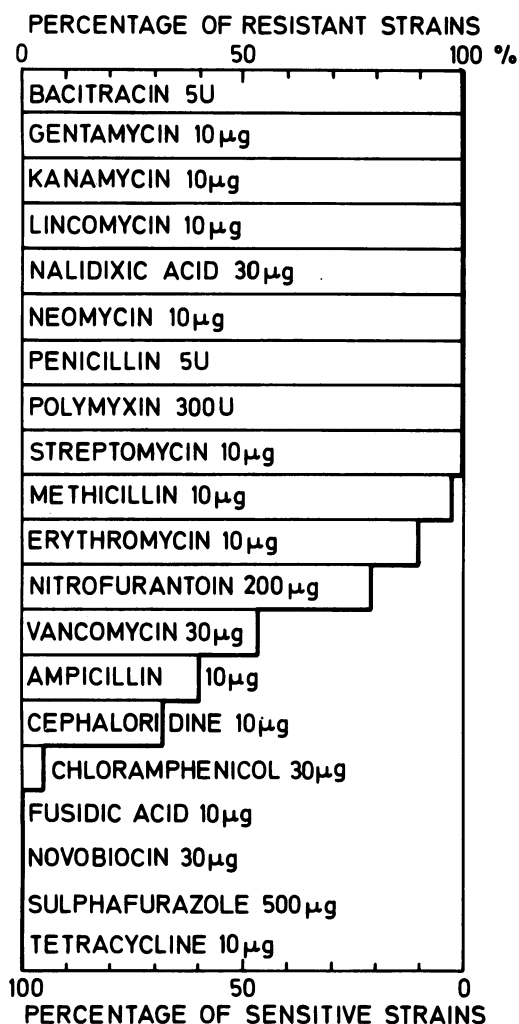 PERCENTAGE OF RESISTANT STRAINS
0 50 100 %
BACITRACIN 5U
GENTAMYCIN 10µg
KANAMYCIN 10µg
LINCOMYCIN 10µg
NALIDIXIC ACID 30µg
NEOMYCIN 10µg
PENICILLIN 5U
POLYMYXIN 300U
STREPTOMYCIN 10µg
METHICILLIN 10µg
ERYTHROMYCIN 10µg
NITROFURANTOIN 200µg
VANCOMYCIN 30µg
AMPICILLIN 10µg
CEPHALORIDINE 10µg
CHLORAMPHENICOL 30µg
FUSIDIC ACID 10µg
NOVOBIOCIN 30µg
SULPHAFURAZOLE 500µg
TETRACYCLINE 10µg
100 50 0
PERCENTAGE OF SENSITIVE STRAINS